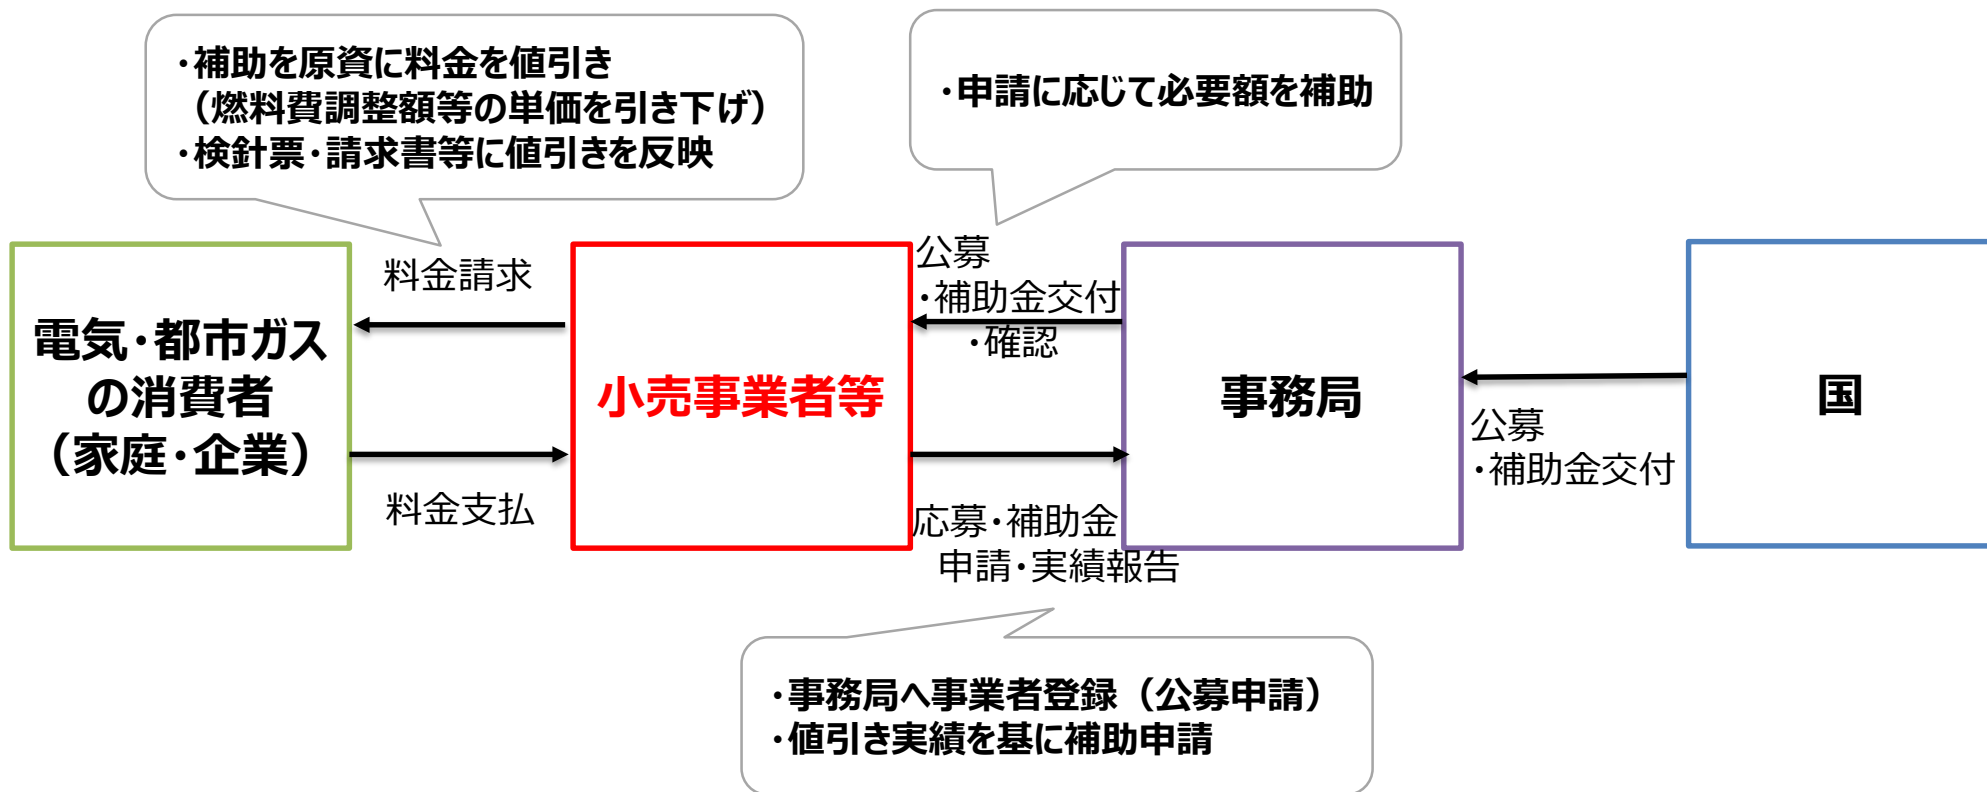 ・補助を原資に料金を値引き
（燃料費調整額等の単価を引き下げ）
・検針票・請求書等に値引きを反映
・申請に応じて必要額を補助
電気・都市ガス
の消費者
（家庭・企業）
料金請求
料金支払
小売事業者等
公募
・補助金交付
・確認
応募・補助金
申請・実績報告
事務局
公募
・補助金交付
国
・事務局へ事業者登録（公募申請）
・値引き実績を基に補助申請